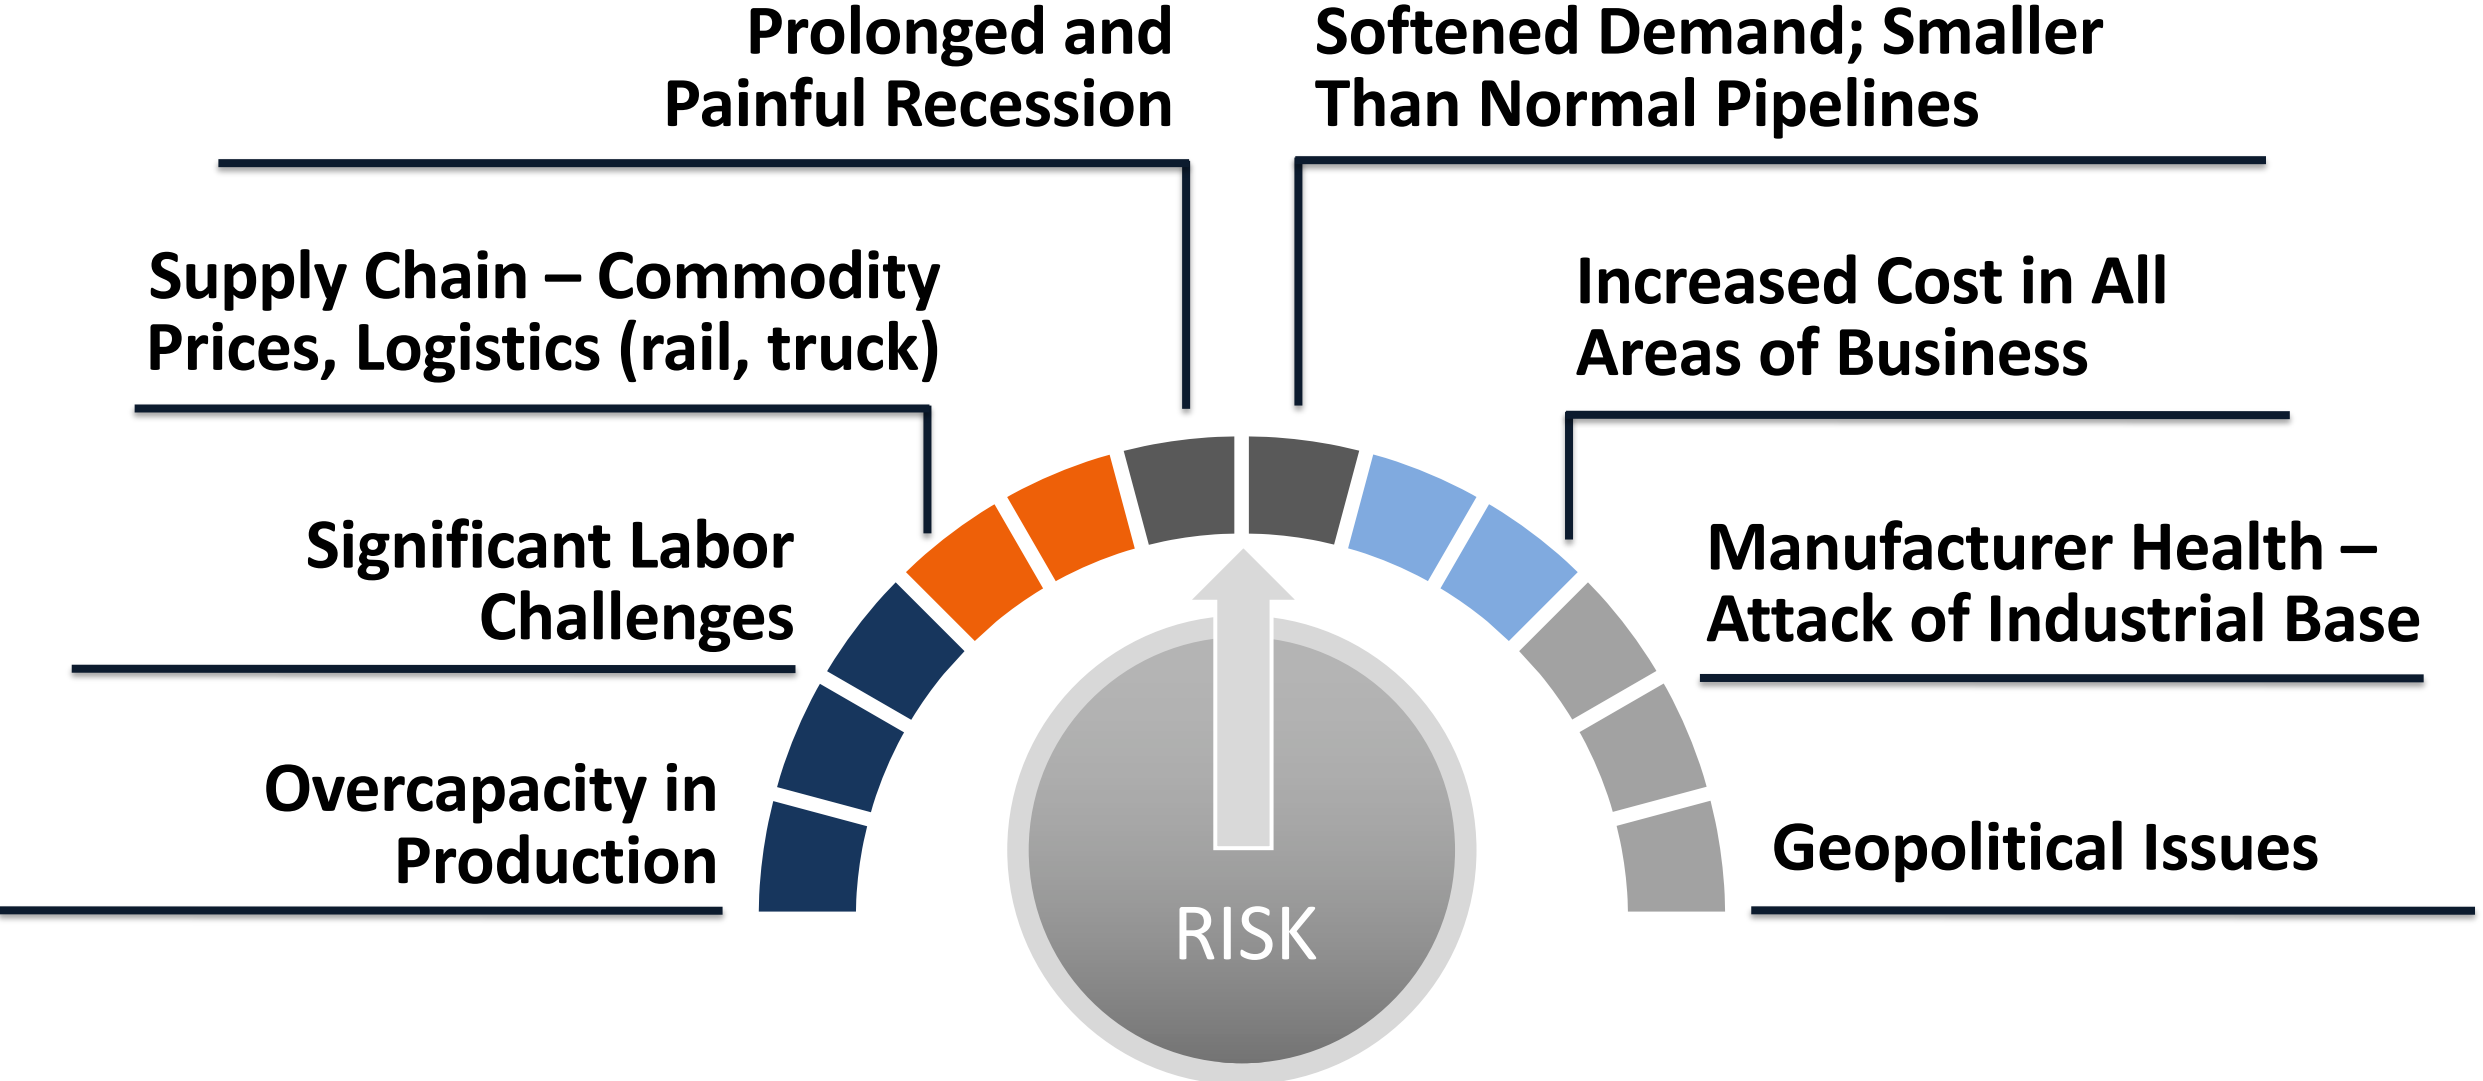 Prolonged and
Painful Recession
Softened Demand; Smaller
Than Normal Pipelines
Supply Chain – Commodity
Prices, Logistics (rail, truck)
Increased Cost in All
Areas of Business
Significant Labor
Challenges
Manufacturer Health –
Attack of Industrial Base
Overcapacity in
Production
Geopolitical Issues
RISK